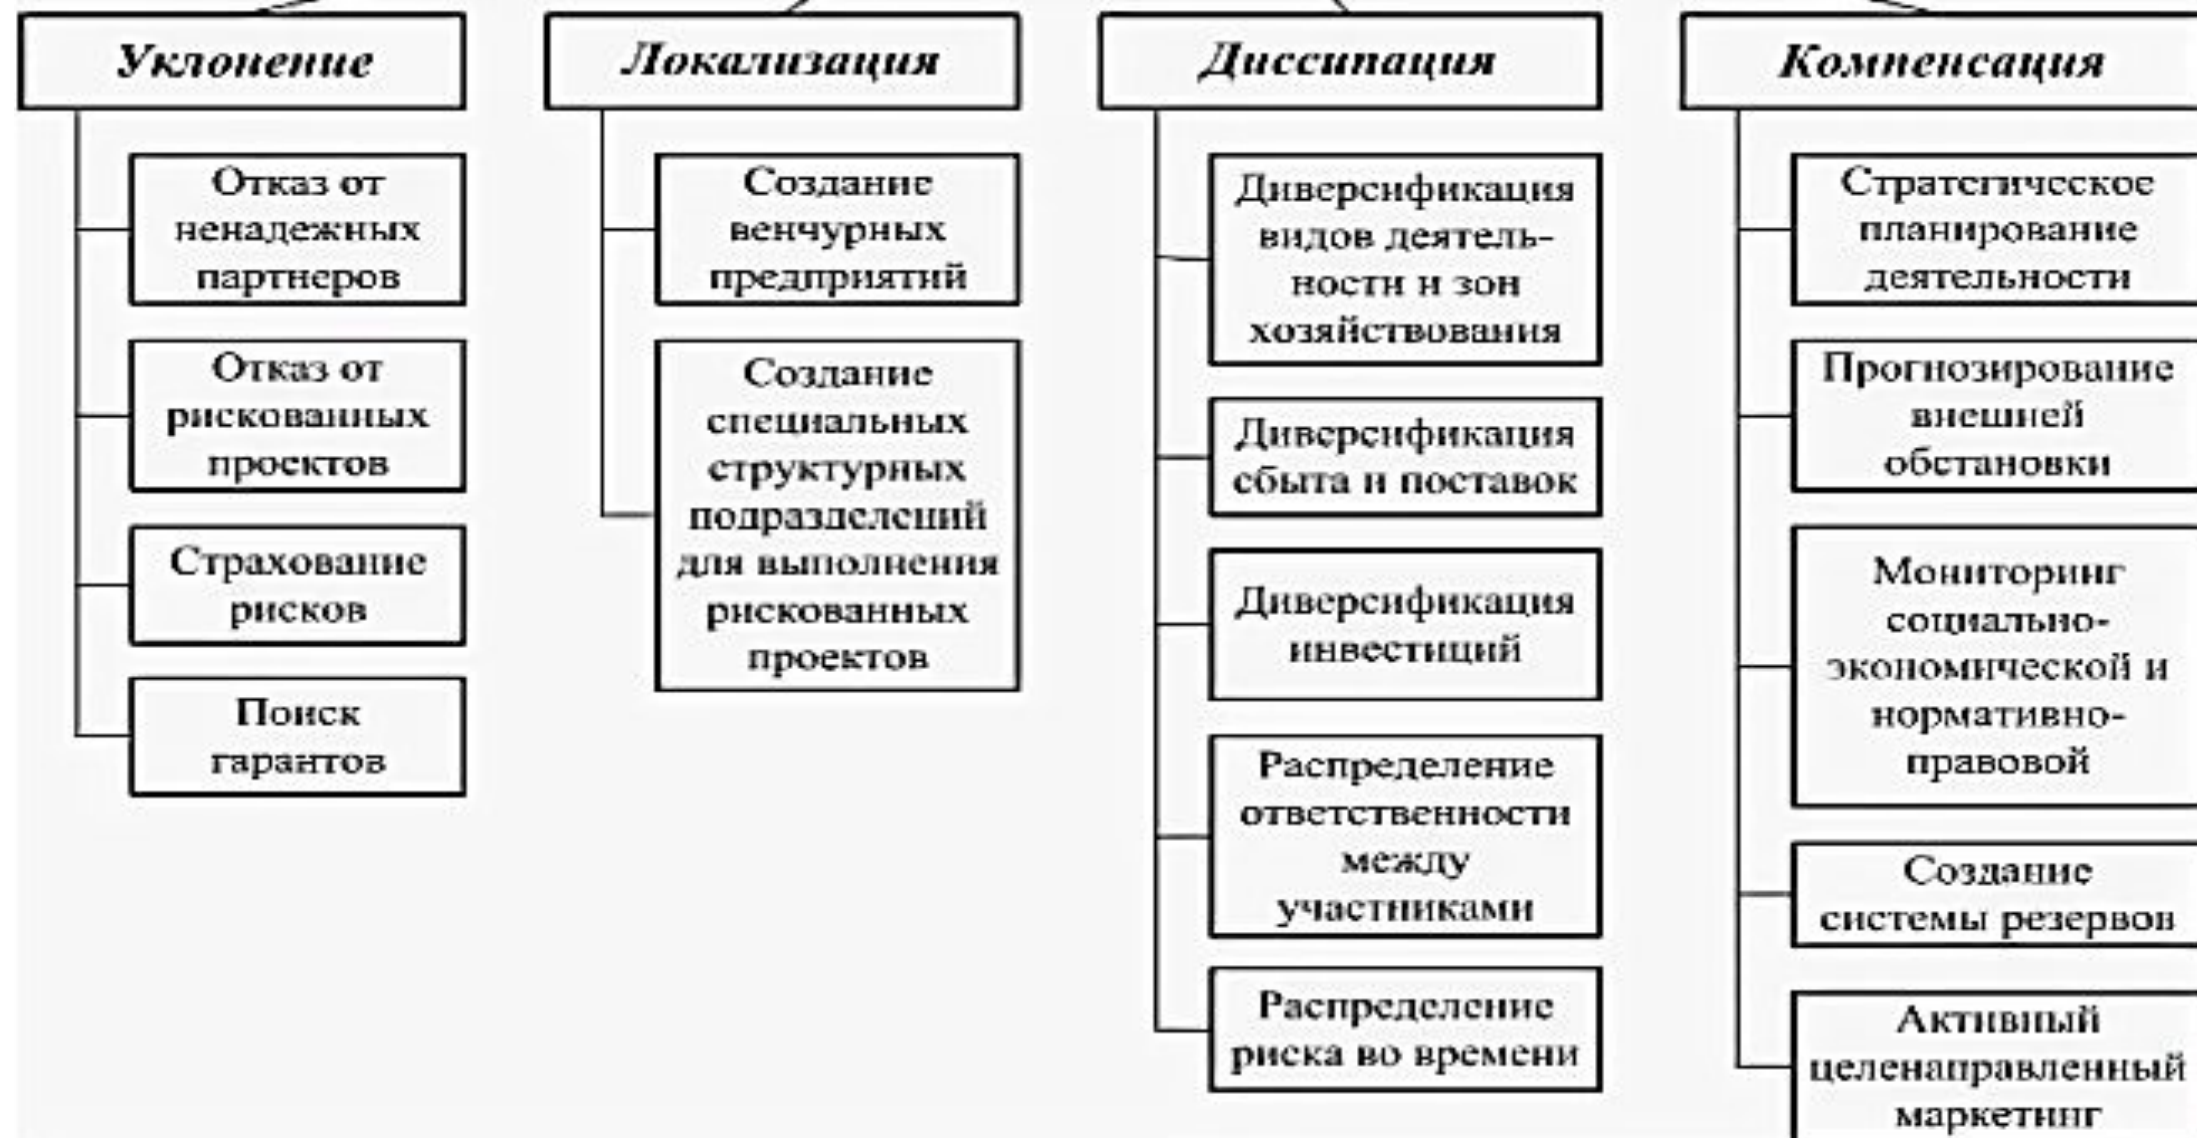 Уклонение
Отказ от
ненадежных
партнеров
Отказ от
рискованных
проектов
Страхование
рисков
Поиск
гарантов
Локализация
Создание
венчурных
предприятий
Создание
специальных
структурных
подразделений
для выполнения
рискованных
проектов
Диссипация
Диверсификация
видов деятель-
ности и зон
хозяйствования
Диверсификация
сбыта и поставок
Диверсификация
инвестиций
Распределение
ответственности
между
участниками
Распределение
риска во времени
Компенсация
Стратегическое
планирование
деятельности
Прогнозирование
внешней
обстановки
Мониторинг
социально-
экономической и
нормативно-
правовой
Создание
системы резервов
Активный
целенаправленный
маркетинг